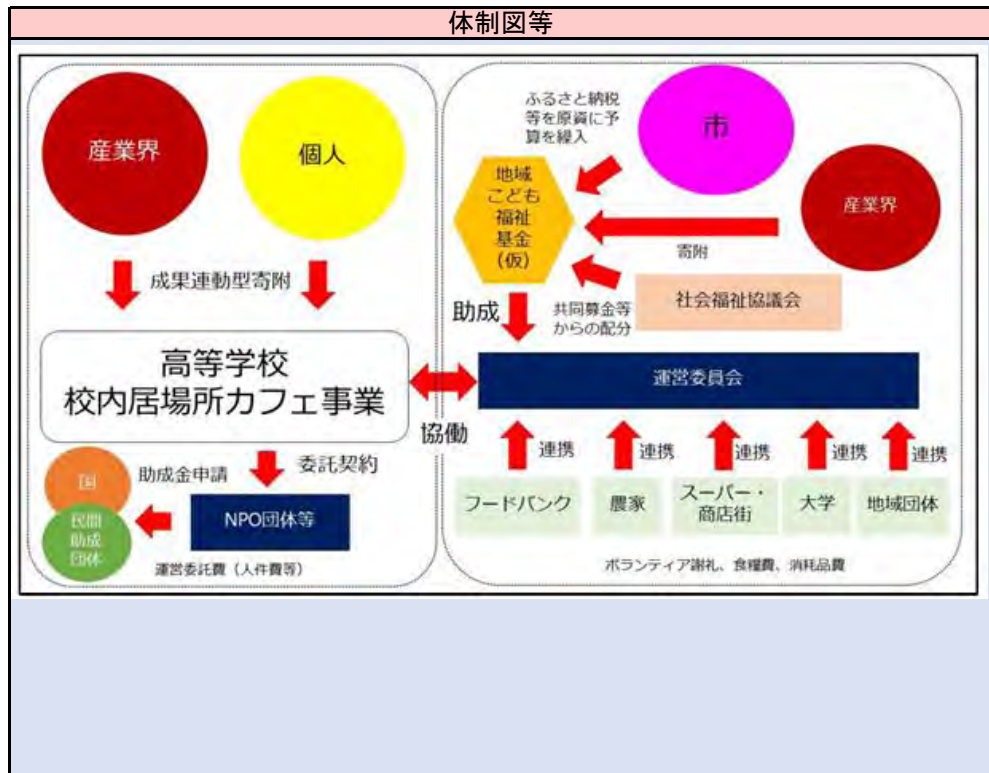 体制図等
産業界
個人
成果連動型寄附
高等学校
校内居場所カフェ事業
助成金申請
委託契約
国
民間
助成
団体
NPO団体等
運営委託費（人件費等）
協働
ふるさと納税
等を原資に予
算を繰入
市
地域
こども
福祉
基金
(仮)
産業界
寄附
社会福祉協議会
助成
共同募金等
からの配分
運営委員会
連携
連携
連携
連携
連携
フードバンク
農家
スーパー・
商店街
大学
地域団体
ボランティア謝礼、食糧費、消耗品費